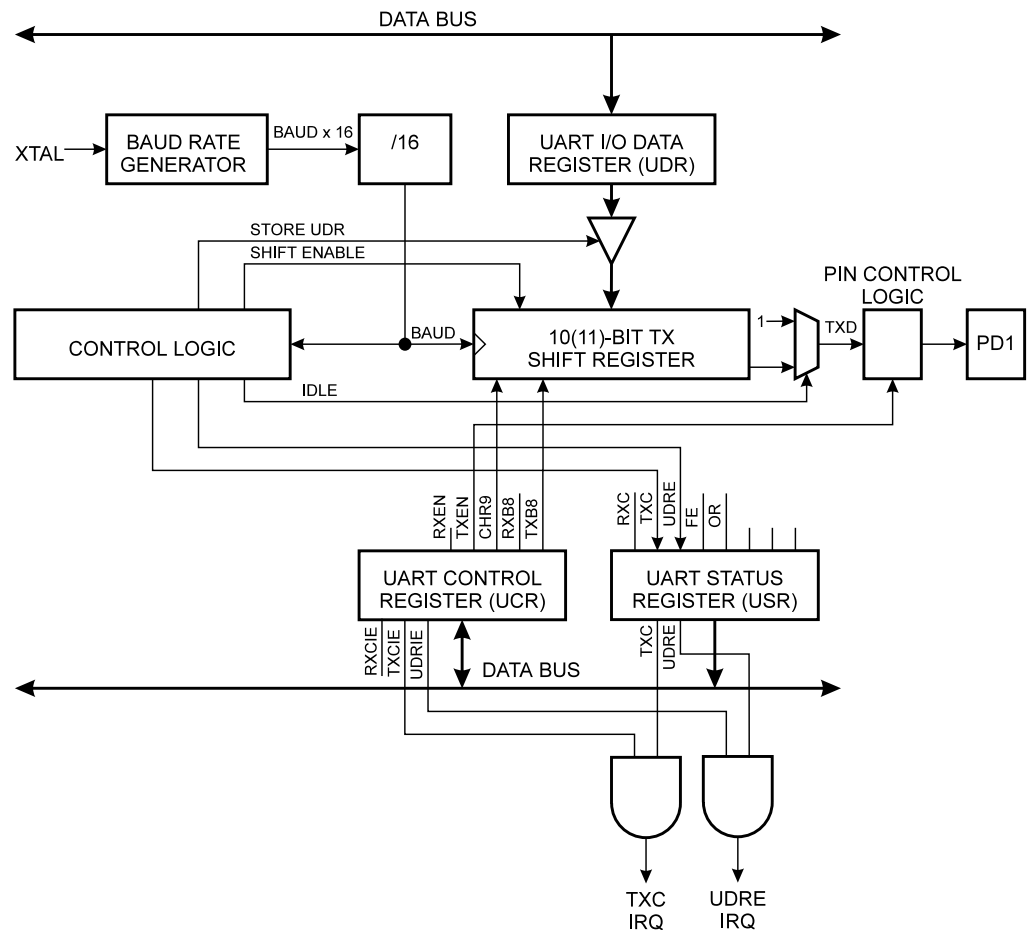 DATA BUS
BAUD x 16
XTAL
BAUD RATE
GENERATOR
/16
UART I/O DATA
REGISTER (UDR)
STORE UDR
SHIFT ENABLE
PIN CONTROL
LOGIC
CONTROL LOGIC
BAUD
10(11)-BIT TX
SHIFT REGISTER
1
TXD
PD1
IDLE
RXEN
TXEN
CHR9
RXB8
TXB8
RXC
TXC
UDRE
FE
OR
UART CONTROL
REGISTER (UCR)
UART STATUS
REGISTER (USR)
RXCIE
TXCIE
UDRIE
TXC
UDRE
DATA BUS
TXC
IRQ
UDRE
IRQ